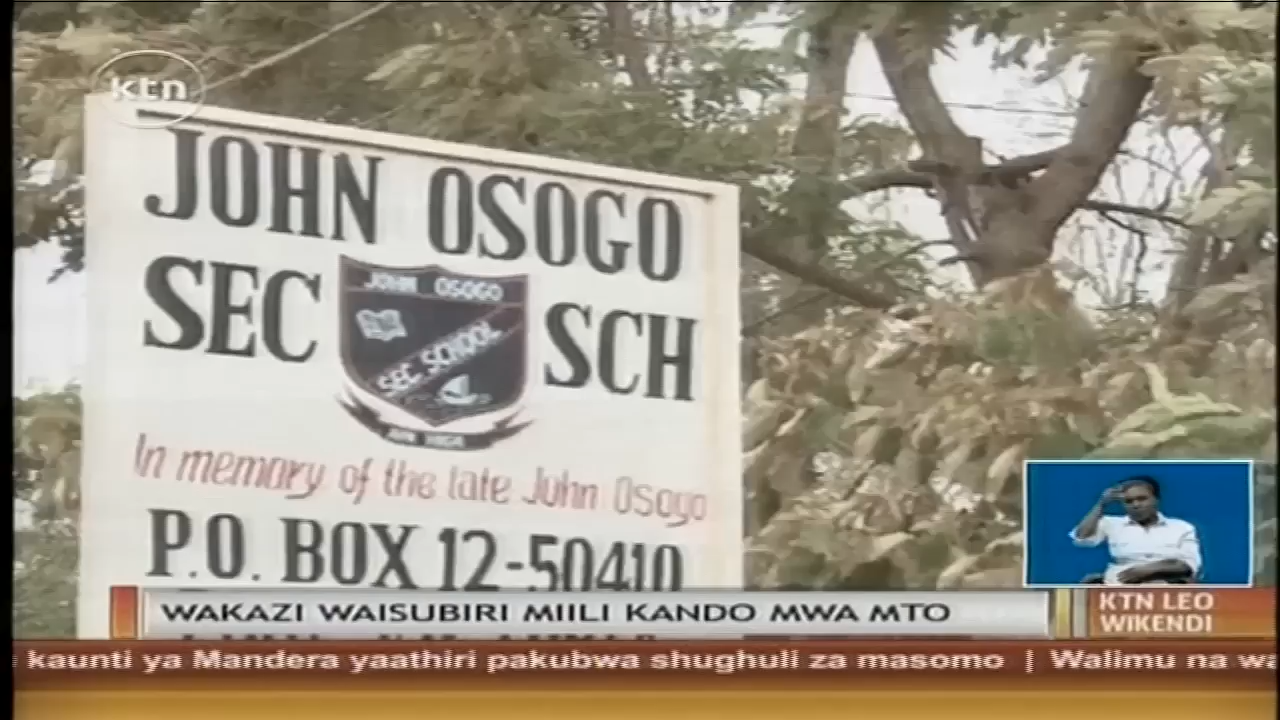 ktn
JOHN OSOGO
SEC SCH
JOHN OSOGO
SEC. SCHOOL
AIM HIGH
In memory of the late John Osogo
P.O. BOX 12-50410
WAKAZI WAISUBIRI MIILI KANDO MWA MTO
KTN LEO
WIKENDI
kaunti ya Mandera yaathiri pakubwa shughuli za masomo | Walimu na wa